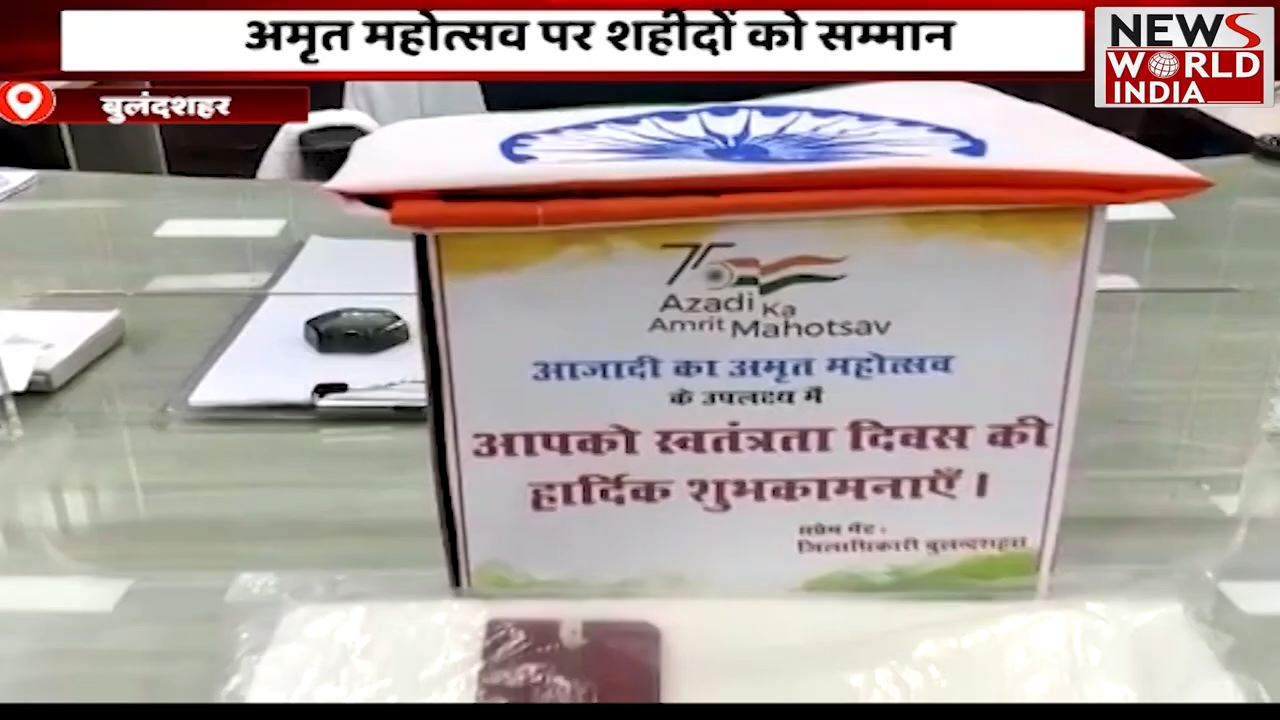 अमृत महोत्सव पर शहीदों को सम्मान
NEWS
WORLD
INDIA
बुलंदशहर
75
Azadi Ka
Amrit Mahotsav
आजादी का अमृत महोत्सव
के उपलक्ष्य में
आपको स्वतंत्रता दिवस की
हार्दिक शुभकामनाएँ।
सप्रेम भेंट :
जिलाधिकारी बुलन्दशहर